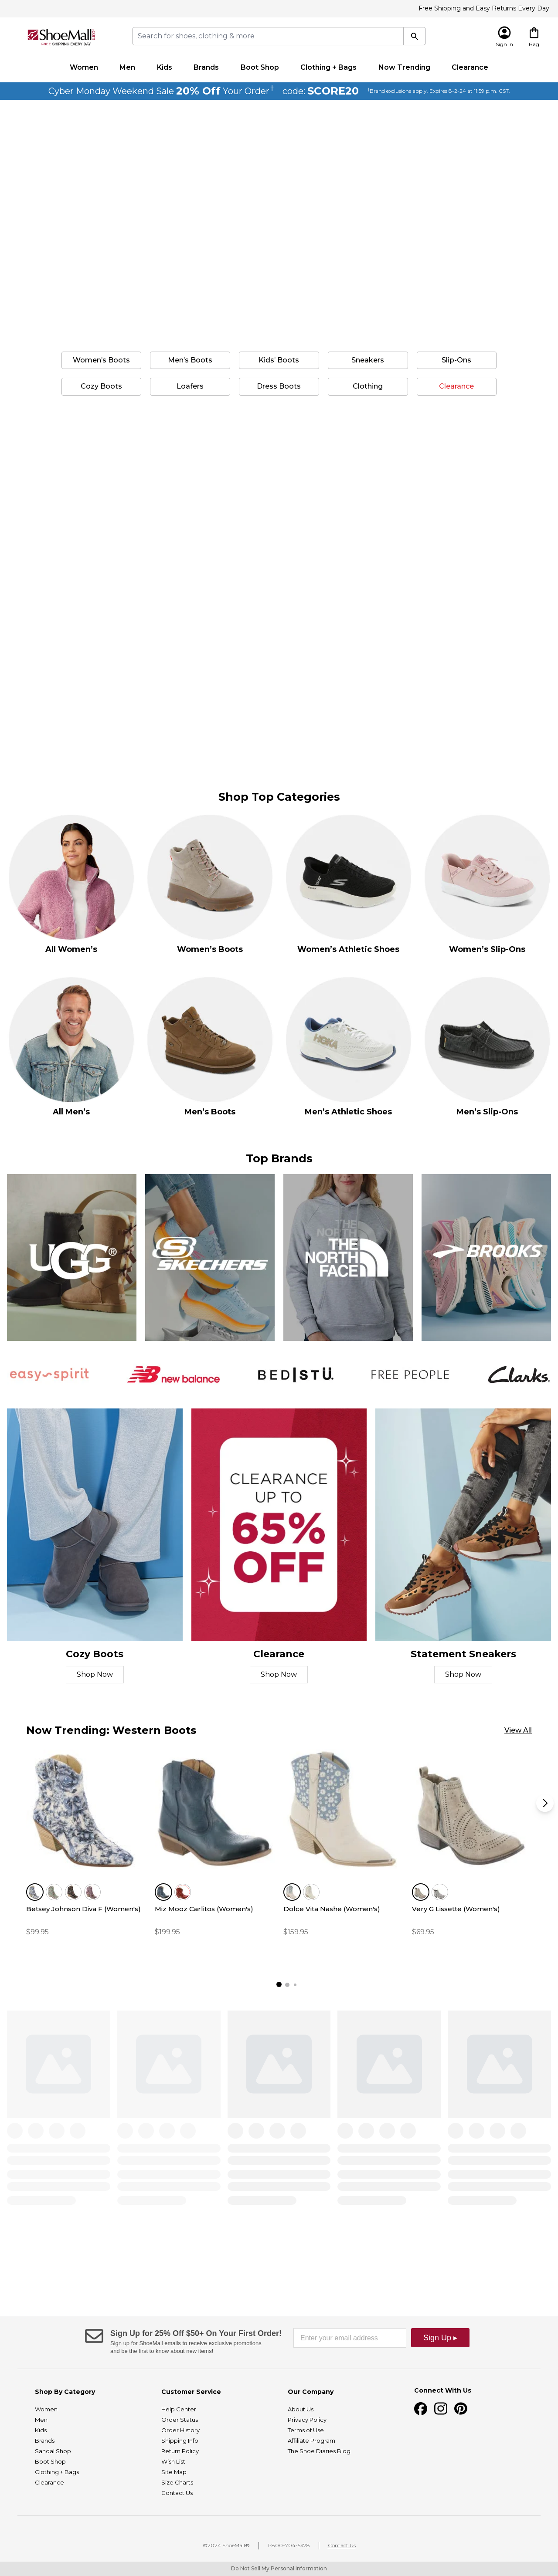 Free Shipping and Easy Returns Every Day
ShoeMall.com
FREE SHIPPING EVERY DAY
Search for shoes, clothing & more
Sign In
Bag
Women Men Kids Brands Boot Shop Clothing + Bags Now Trending Clearance
Cyber Monday Weekend Sale 20% Off Your Order† code: SCORE20 †Brand exclusions apply. Expires 8-2-24 at 11:59 p.m. CST.
Women's Boots Men's Boots Kids' Boots Sneakers Slip-Ons
Cozy Boots Loafers Dress Boots Clothing Clearance
Shop Top Categories
All Women's Women's Boots Women's Athletic Shoes Women's Slip-Ons
HOKA
All Men's Men's Boots Men's Athletic Shoes Men's Slip-Ons
Top Brands
UGG®
SKECHERS
THE NORTH FACE
BROOKS
easy spirit
new balance
BED|STÜ.
FREE PEOPLE
Clarks.
CLEARANCE
UP TO
65%
OFF
Cozy Boots Clearance Statement Sneakers
Shop Now Shop Now Shop Now
Now Trending: Western Boots
View All
Betsey Johnson Diva F (Women's) Miz Mooz Carlitos (Women's) Dolce Vita Nashe (Women's) Very G Lissette (Women's)
$99.95 $199.95 $159.95 $69.95
Sign Up for 25% Off $50+ On Your First Order!
Sign up for ShoeMall emails to receive exclusive promotions
and be the first to know about new items!
Enter your email address
Sign Up ▸
Shop By Category
Women
Men
Kids
Brands
Sandal Shop
Boot Shop
Clothing + Bags
Clearance
Customer Service
Help Center
Order Status
Order History
Shipping Info
Return Policy
Wish List
Site Map
Size Charts
Contact Us
Our Company
About Us
Privacy Policy
Terms of Use
Affiliate Program
The Shoe Diaries Blog
Connect With Us
©2024 ShoeMall® | 1-800-704-5478 | Contact Us
Do Not Sell My Personal Information